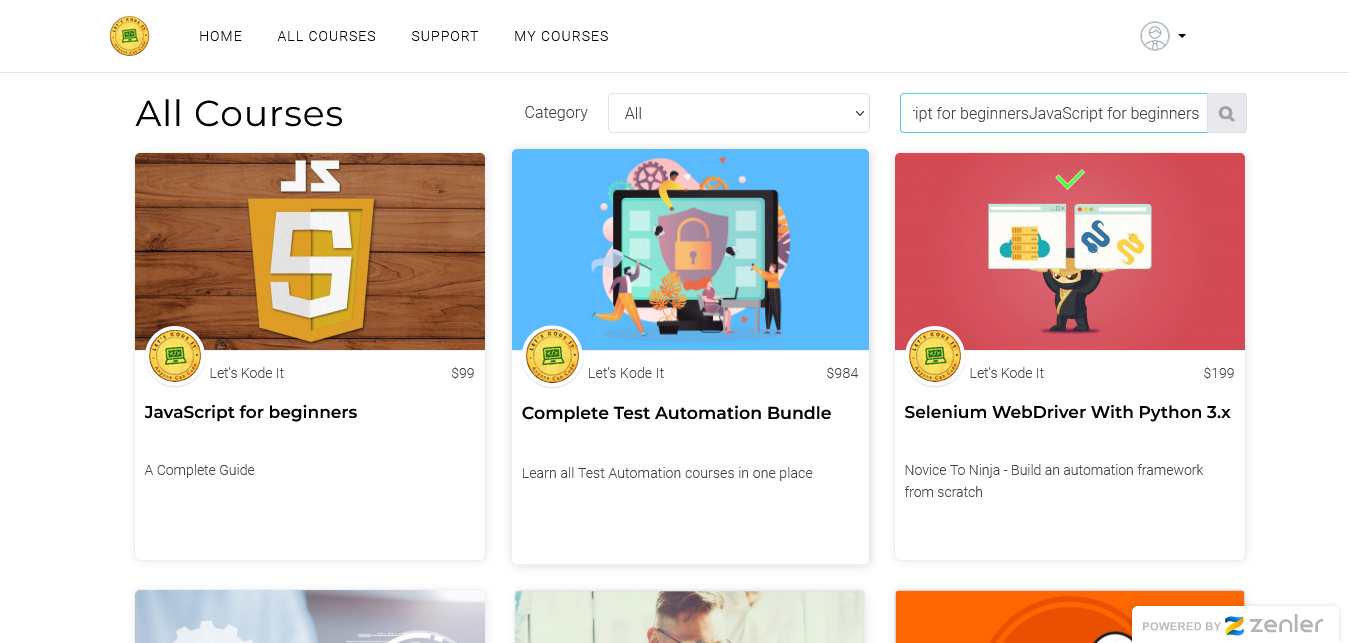 HOME
ALL COURSES
SUPPORT
MY COURSES
All Courses
Category
All
ipt for beginnersJavaScript for beginners
JS
Let's Kode It
$99
JavaScript for beginners
A Complete Guide
Let's Kode It
$984
Complete Test Automation Bundle
Learn all Test Automation courses in one place
Let's Kode It
$199
Selenium WebDriver With Python 3.x
Novice To Ninja - Build an automation framework
from scratch
POWERED BY zenler